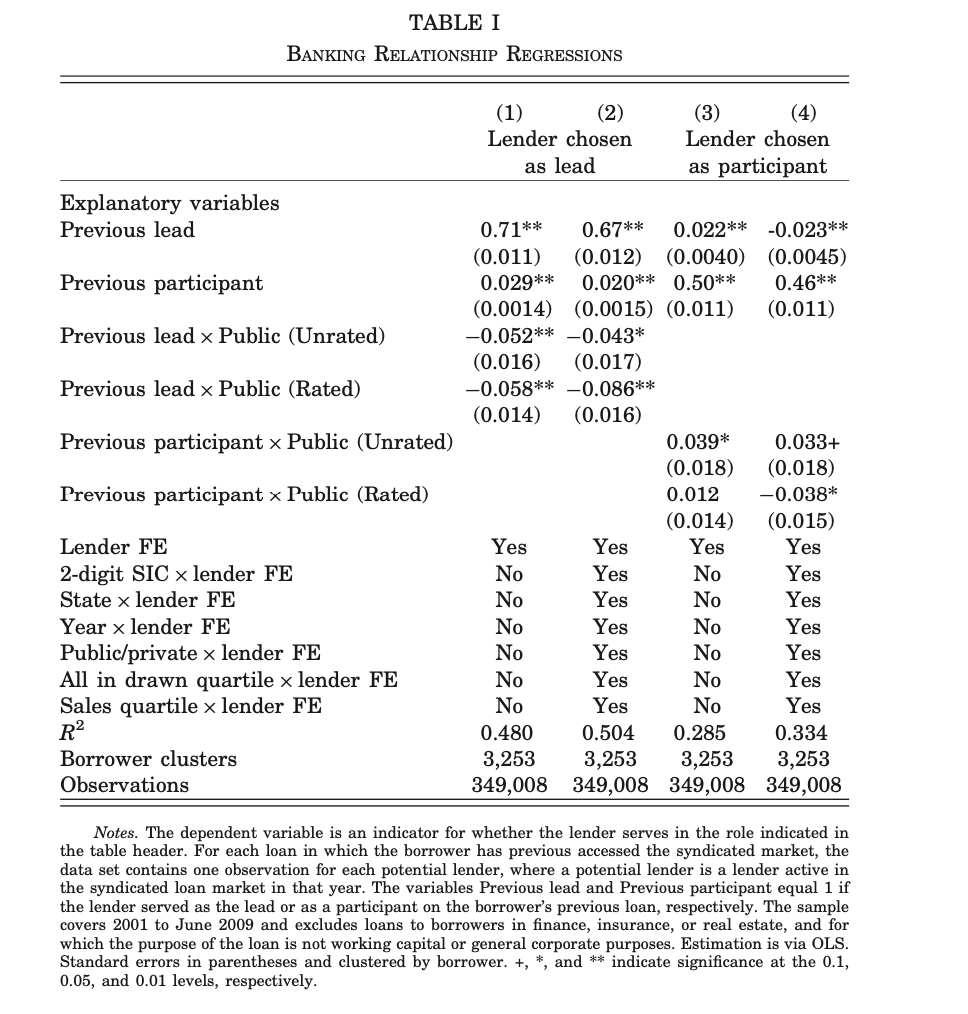 TABLE I
BANKING RELATIONSHIP REGRESSIONS
(1) (2) (3) (4)
Lender chosen Lender chosen
as lead as participant
Explanatory variables
Previous lead 0.71** 0.67** 0.022** -0.023**
(0.011) (0.012) (0.0040) (0.0045)
Previous participant 0.029** 0.020** 0.50** 0.46**
(0.0014) (0.0015) (0.011) (0.011)
Previous lead × Public (Unrated) −0.052** −0.043*
(0.016) (0.017)
Previous lead × Public (Rated) −0.058** −0.086**
(0.014) (0.016)
Previous participant × Public (Unrated) 0.039* 0.033+
(0.018) (0.018)
Previous participant × Public (Rated) 0.012 −0.038*
(0.014) (0.015)
Lender FE Yes Yes Yes Yes
2-digit SIC × lender FE No Yes No Yes
State × lender FE No Yes No Yes
Year × lender FE No Yes No Yes
Public/private × lender FE No Yes No Yes
All in drawn quartile × lender FE No Yes No Yes
Sales quartile × lender FE No Yes No Yes
R² 0.480 0.504 0.285 0.334
Borrower clusters 3,253 3,253 3,253 3,253
Observations 349,008 349,008 349,008 349,008
Notes. The dependent variable is an indicator for whether the lender serves in the role indicated in
the table header. For each loan in which the borrower has previous accessed the syndicated market, the
data set contains one observation for each potential lender, where a potential lender is a lender active in
the syndicated loan market in that year. The variables Previous lead and Previous participant equal 1 if
the lender served as the lead or as a participant on the borrower's previous loan, respectively. The sample
covers 2001 to June 2009 and excludes loans to borrowers in finance, insurance, or real estate, and for
which the purpose of the loan is not working capital or general corporate purposes. Estimation is via OLS.
Standard errors in parentheses and clustered by borrower. +, *, and ** indicate significance at the 0.1,
0.05, and 0.01 levels, respectively.